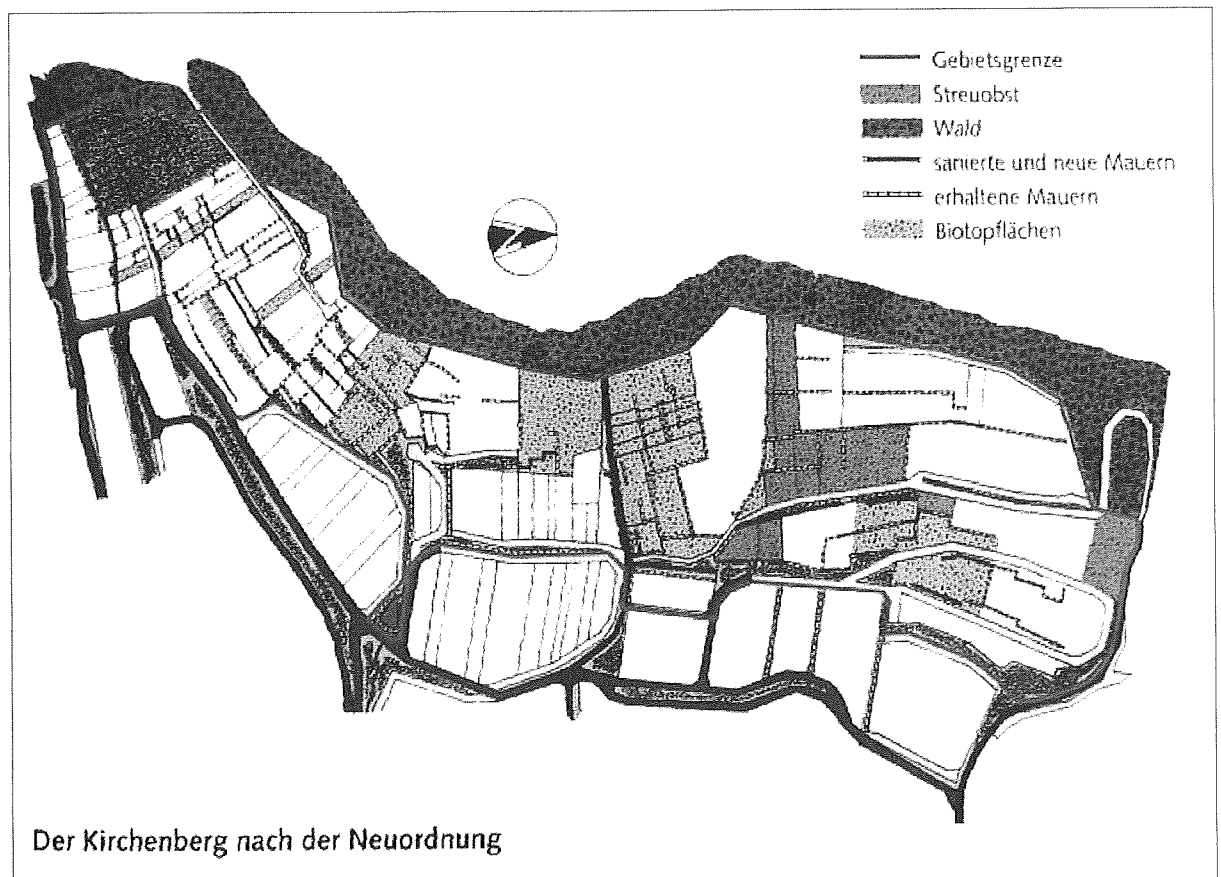 Gebietsgrenze
Streuobst
Wald
sanierte und neue Mauern
erhaltene Mauern
Biotopflächen
Der Kirchenberg nach der Neuordnung